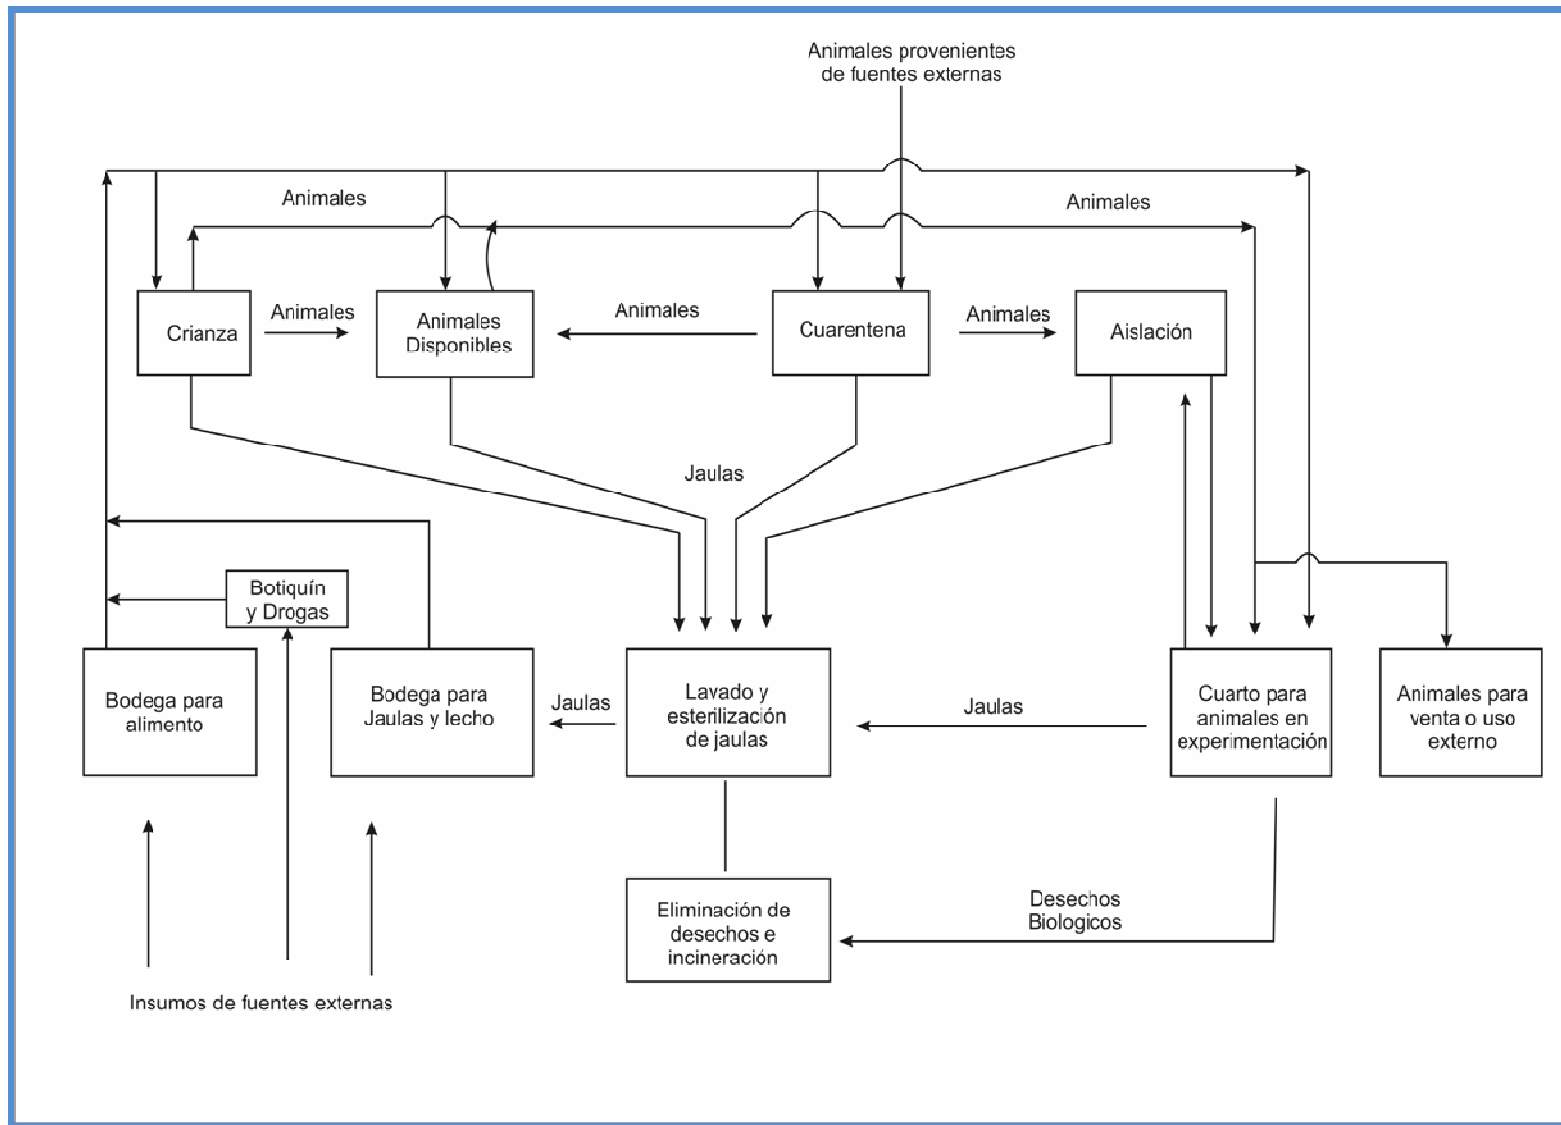 Animales provenientes
de fuentes externas
Animales
Animales
Crianza
Animales
Animales
Disponibles
Animales
Cuarentena
Animales
Aislación
Jaulas
Botiquín
y Drogas
Bodega para
alimento
Bodega para
Jaulas y lecho
Jaulas
Lavado y
esterilización
de jaulas
Jaulas
Cuarto para
animales en
experimentación
Animales para
venta o uso
externo
Eliminación de
desechos e
incineración
Desechos
Biologicos
Insumos de fuentes externas